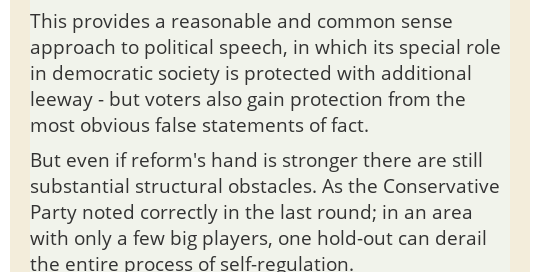 This provides a reasonable and common sense
approach to political speech, in which its special role
in democratic society is protected with additional
leeway - but voters also gain protection from the
most obvious false statements of fact.
But even if reform's hand is stronger there are still
substantial structural obstacles. As the Conservative
Party noted correctly in the last round; in an area
with only a few big players, one hold-out can derail
the entire process of self-regulation.